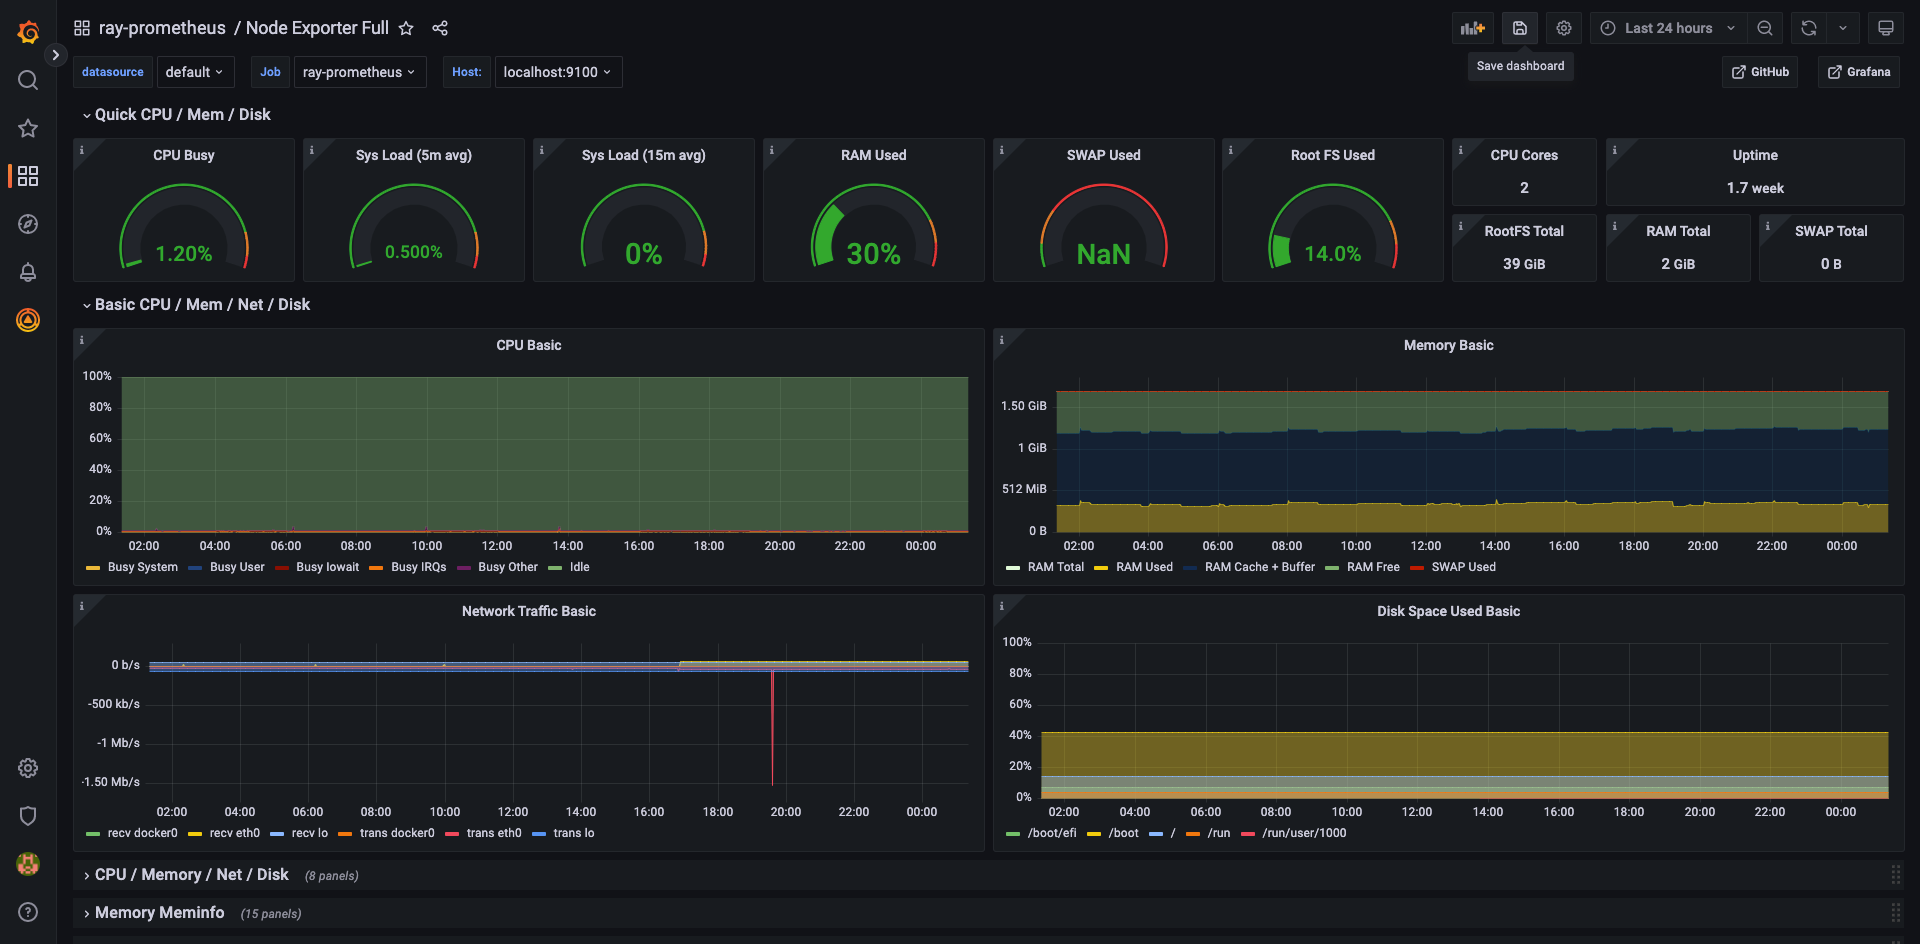 ray-prometheus / Node Exporter Full
Last 24 hours
Save dashboard
datasource default Job ray-prometheus Host: localhost:9100
GitHub Grafana
Quick CPU / Mem / Disk
CPU Busy
1.20%
Sys Load (5m avg)
0.500%
Sys Load (15m avg)
0%
RAM Used
30%
SWAP Used
NaN
Root FS Used
14.0%
CPU Cores
2
Uptime
1.7 week
RootFS Total
39 GiB
RAM Total
2 GiB
SWAP Total
0 B
Basic CPU / Mem / Net / Disk
CPU Basic
100%
80%
60%
40%
20%
0%
02:00 04:00 06:00 08:00 10:00 12:00 14:00 16:00 18:00 20:00 22:00 00:00
Busy System Busy User Busy Iowait Busy IRQs Busy Other Idle
Memory Basic
1.50 GiB
1 GiB
512 MiB
0 B
02:00 04:00 06:00 08:00 10:00 12:00 14:00 16:00 18:00 20:00 22:00 00:00
RAM Total RAM Used RAM Cache + Buffer RAM Free SWAP Used
Network Traffic Basic
0 b/s
-500 kb/s
-1 Mb/s
-1.50 Mb/s
02:00 04:00 06:00 08:00 10:00 12:00 14:00 16:00 18:00 20:00 22:00 00:00
recv docker0 recv eth0 recv lo trans docker0 trans eth0 trans lo
Disk Space Used Basic
100%
80%
60%
40%
20%
0%
02:00 04:00 06:00 08:00 10:00 12:00 14:00 16:00 18:00 20:00 22:00 00:00
/boot/efi /boot / /run /run/user/1000
CPU / Memory / Net / Disk (8 panels)
Memory Meminfo (15 panels)